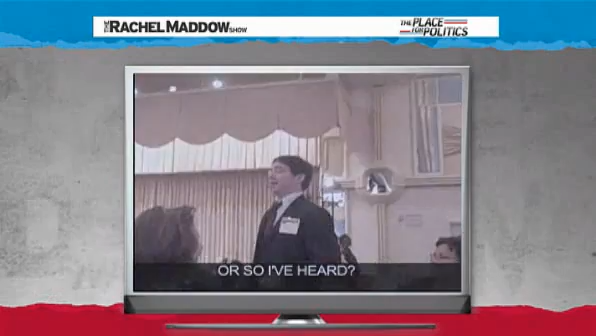 THE RACHEL MADDOW SHOW
THE PLACE
FOR POLITICS
OR SO I'VE HEARD?